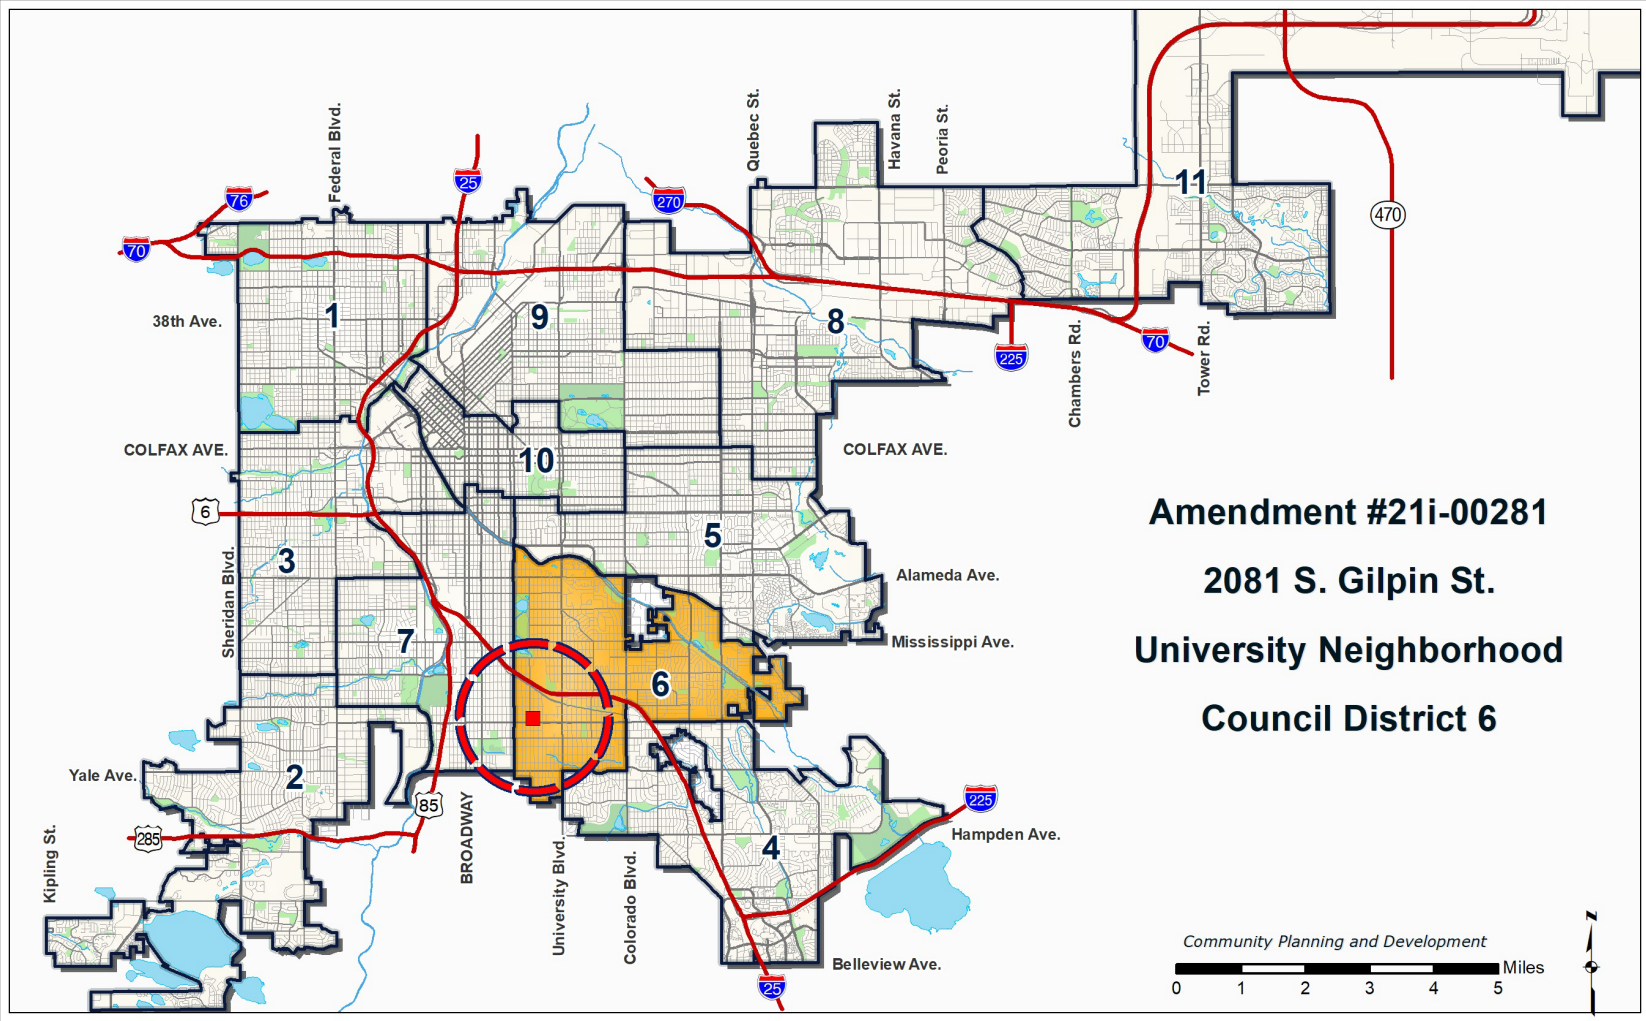 Federal Blvd.
Quebec St.
Havana St.
Peoria St.
76
25
270
11
70
470
38th Ave.
1
9
8
225
70
Chambers Rd.
Tower Rd.
COLFAX AVE.
10
COLFAX AVE.
6
Amendment #21i-00281
5
3
2081 S. Gilpin St.
Alameda Ave.
Sheridan Blvd.
7
Mississippi Ave.
University Neighborhood
6
Council District 6
Yale Ave.
2
85
225
285
Hampden Ave.
Kipling St.
BROADWAY
4
University Blvd.
Colorado Blvd.
Belleview Ave.
25
Community Planning and Development
Miles
0 1 2 3 4 5
Z